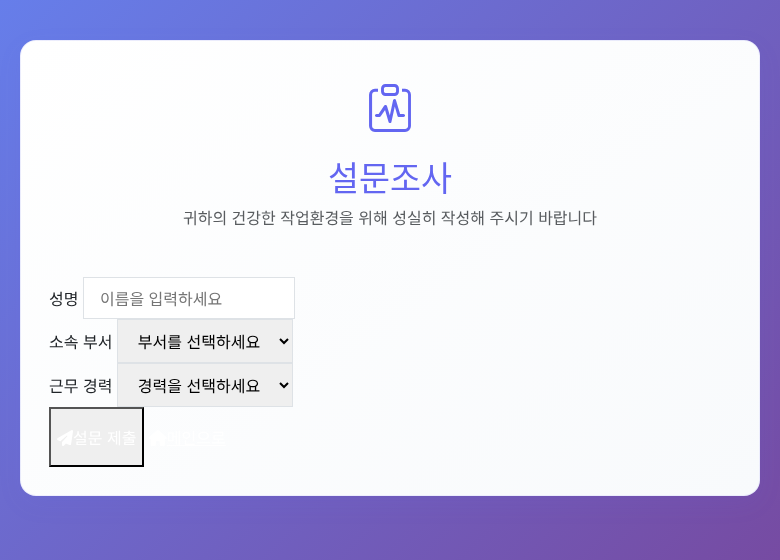 설문조사
귀하의 건강한 작업환경을 위해 성실히 작성해 주시기 바랍니다
성명 이름을 입력하세요
소속 부서 부서를 선택하세요
근무 경력 경력을 선택하세요
설문 제출